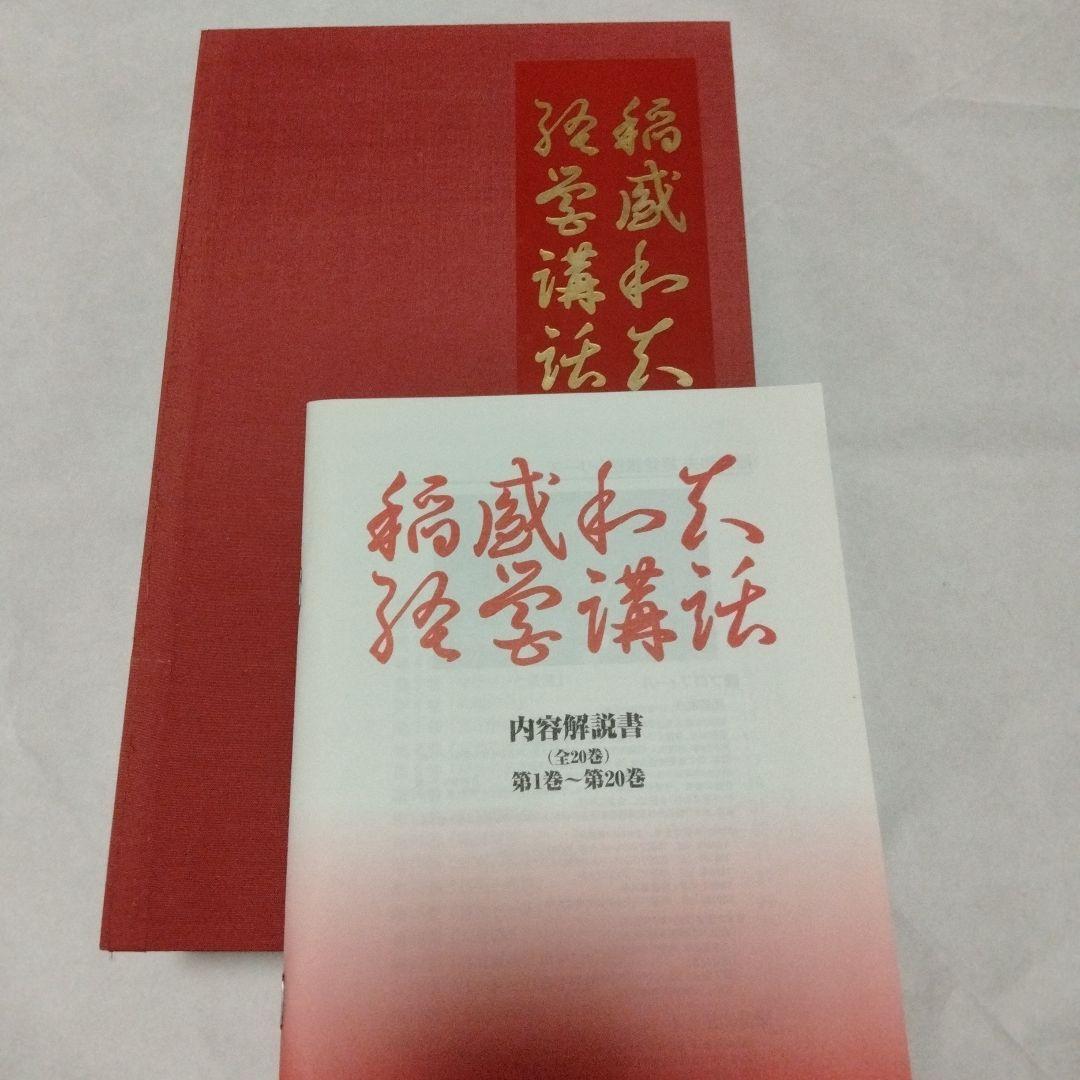 稲盛和夫
経営講話
稲盛和夫
経営講話
内容解説書
（全20巻）
第1巻～第20巻